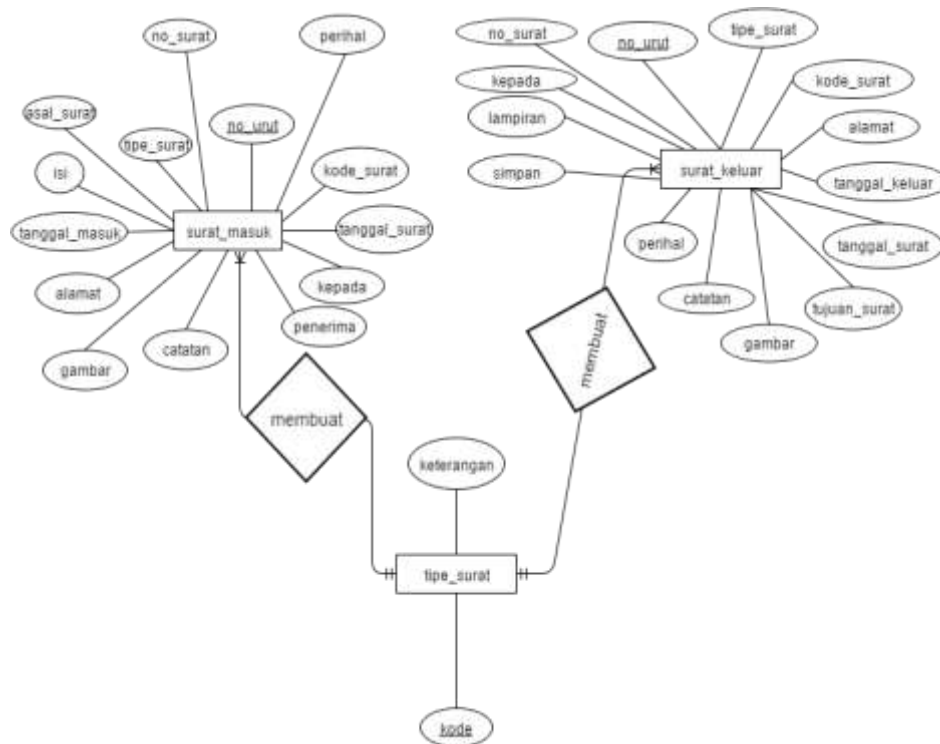 no_surat
perihal
asal_surat
tipe_surat
no_urut
isi
kode_surat
tanggal_masuk
surat_masuk
tanggal_surat
alamat
kepada
gambar
catatan
penerima
membuat
no_surat
no_urut
tipe_surat
kepada
kode_surat
lampiran
alamat
simpan
surat_keluar
tanggal_keluar
perihal
tanggal_surat
catatan
tujuan_surat
gambar
membuat
keterangan
tipe_surat
kode